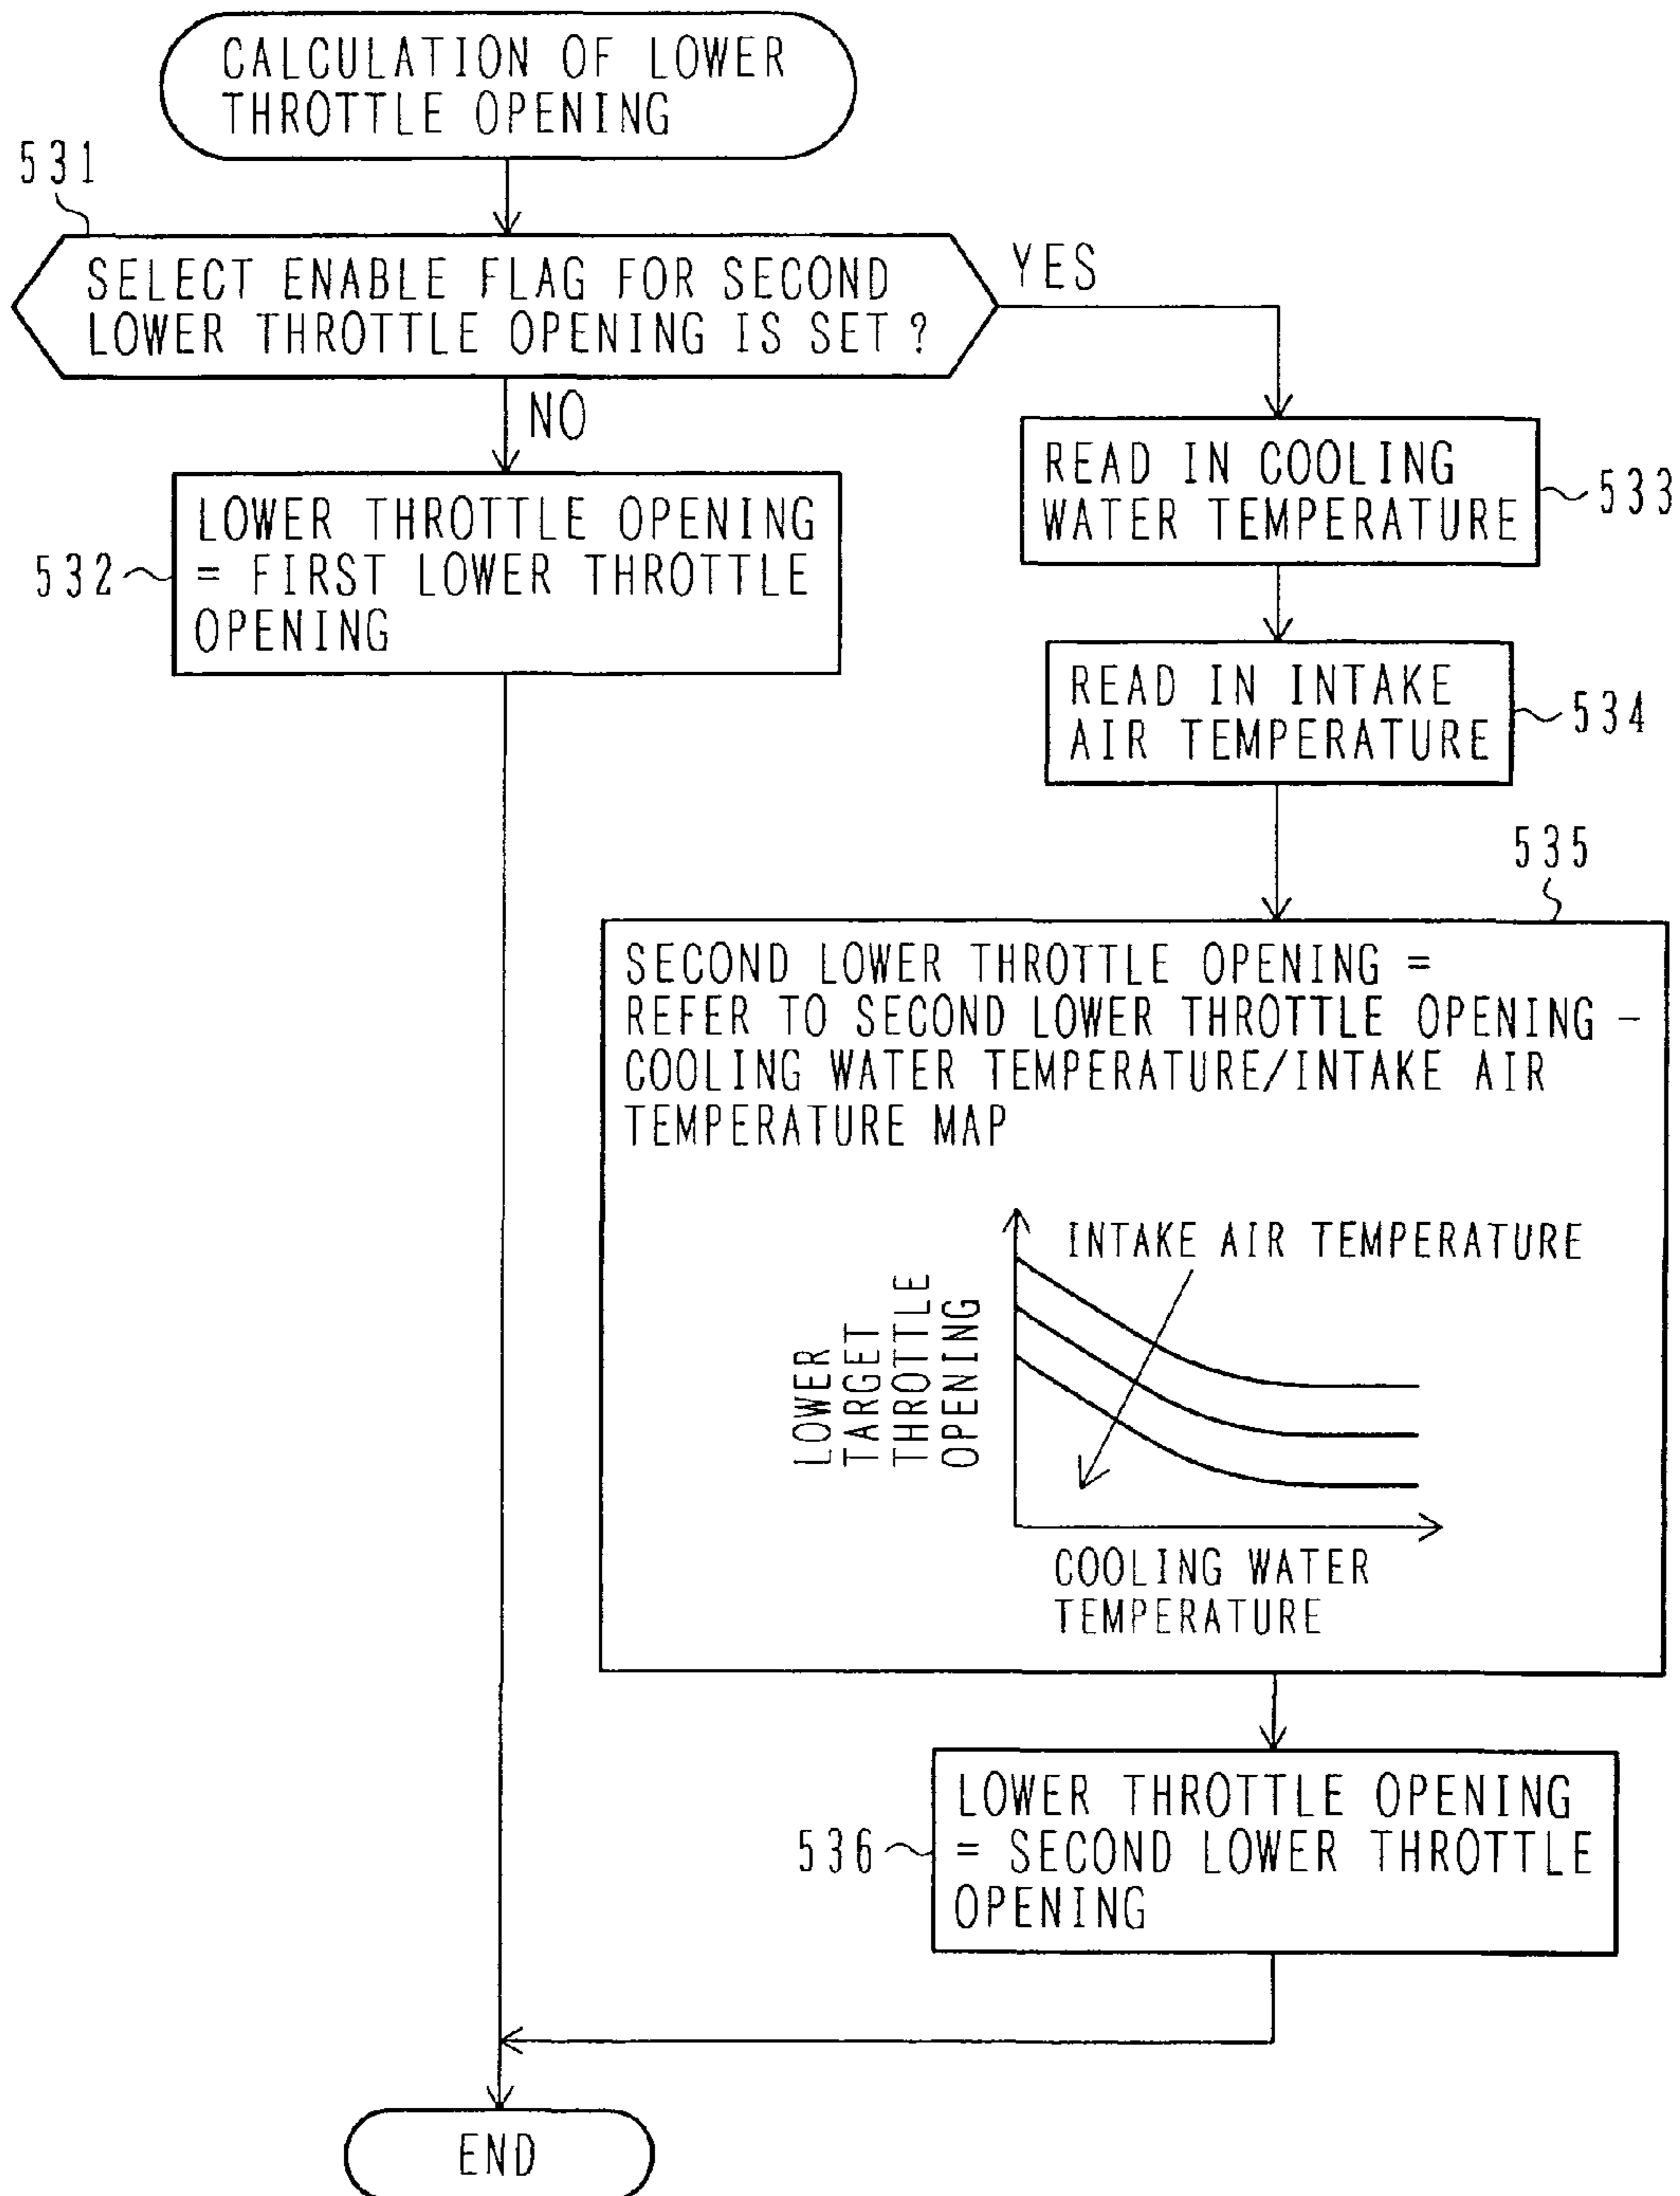 CALCULATION OF LOWER
THROTTLE OPENING
531
SELECT ENABLE FLAG FOR SECOND
LOWER THROTTLE OPENING IS SET ?
YES
NO
532
LOWER THROTTLE OPENING
= FIRST LOWER THROTTLE
OPENING
READ IN COOLING
WATER TEMPERATURE
533
READ IN INTAKE
AIR TEMPERATURE
534
535
SECOND LOWER THROTTLE OPENING =
REFER TO SECOND LOWER THROTTLE OPENING -
COOLING WATER TEMPERATURE/INTAKE AIR
TEMPERATURE MAP
INTAKE AIR TEMPERATURE
LOWER
TARGET
THROTTLE
OPENING
COOLING WATER
TEMPERATURE
536
LOWER THROTTLE OPENING
= SECOND LOWER THROTTLE
OPENING
END